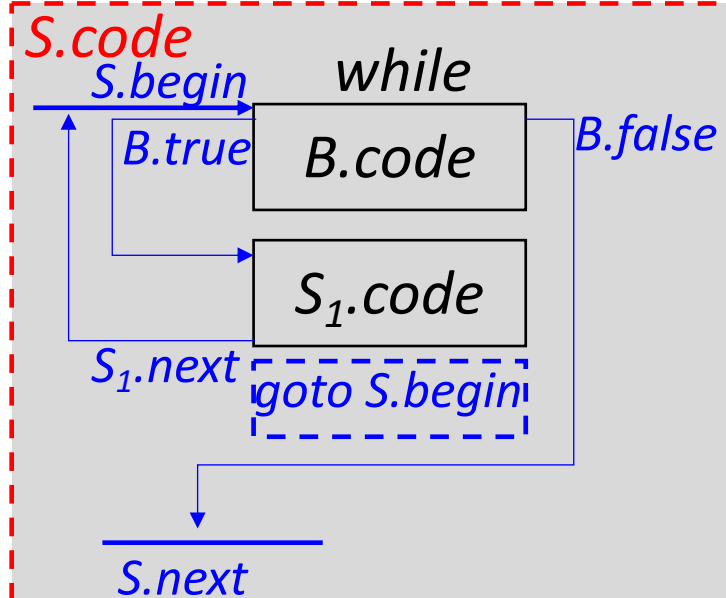 S.code
S.begin
while
B.true
B.code
B.false
S₁.code
S₁.next
goto S.begin
S.next